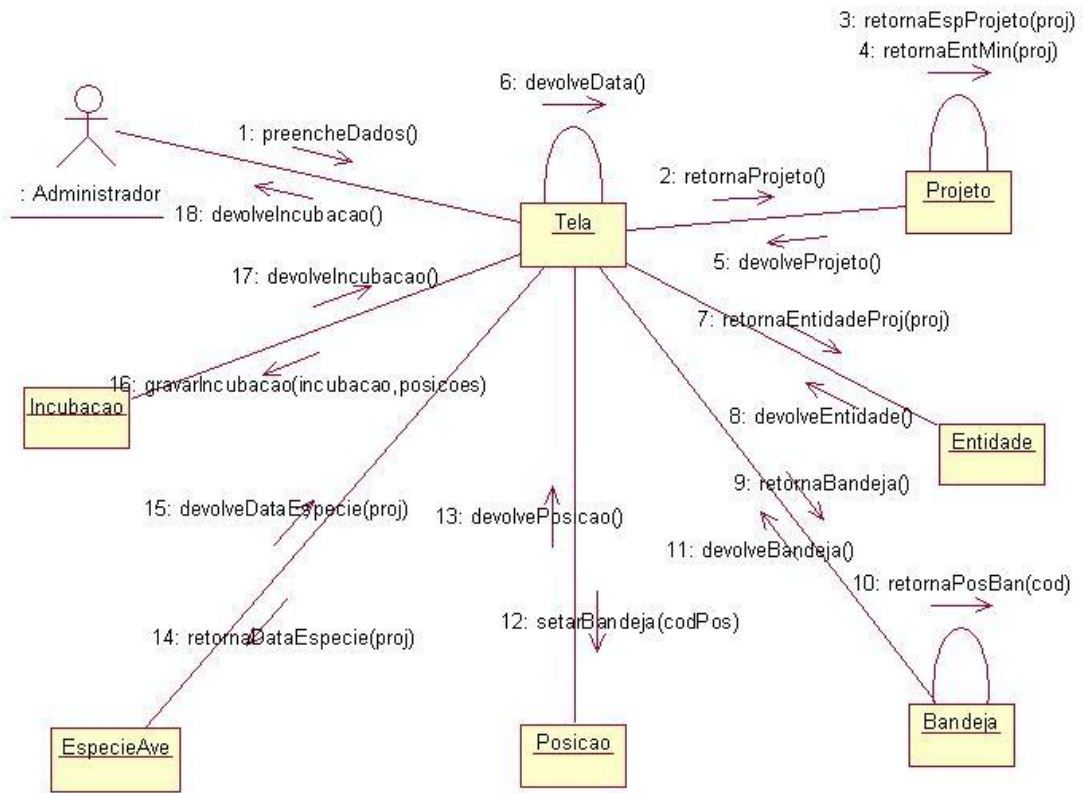 3: retornaEspProjeto(proj)
4: retornaEntMin(proj)
6: devolveData()
1: preencheDados()
2: retornaProjeto()
: Administrador
Projeto
18: devolveIncubacao()
Tela
5: devolveProjeto()
17: devolveIncubacao()
7: retornaEntidadeProj(proj)
16: gravarIncubacao(incubacao,posicoes)
Incubacao
8: devolveEntidade()
Entidade
9: retornaBandeja()
15: devolveDataEspecie(proj)
13: devolvePosicao()
11: devolveBandeja()
10: retornaPosBan(cod)
12: setarBandeja(codPos)
14: retornaDataEspecie(proj)
Bandeja
EspecieAve
Posicao